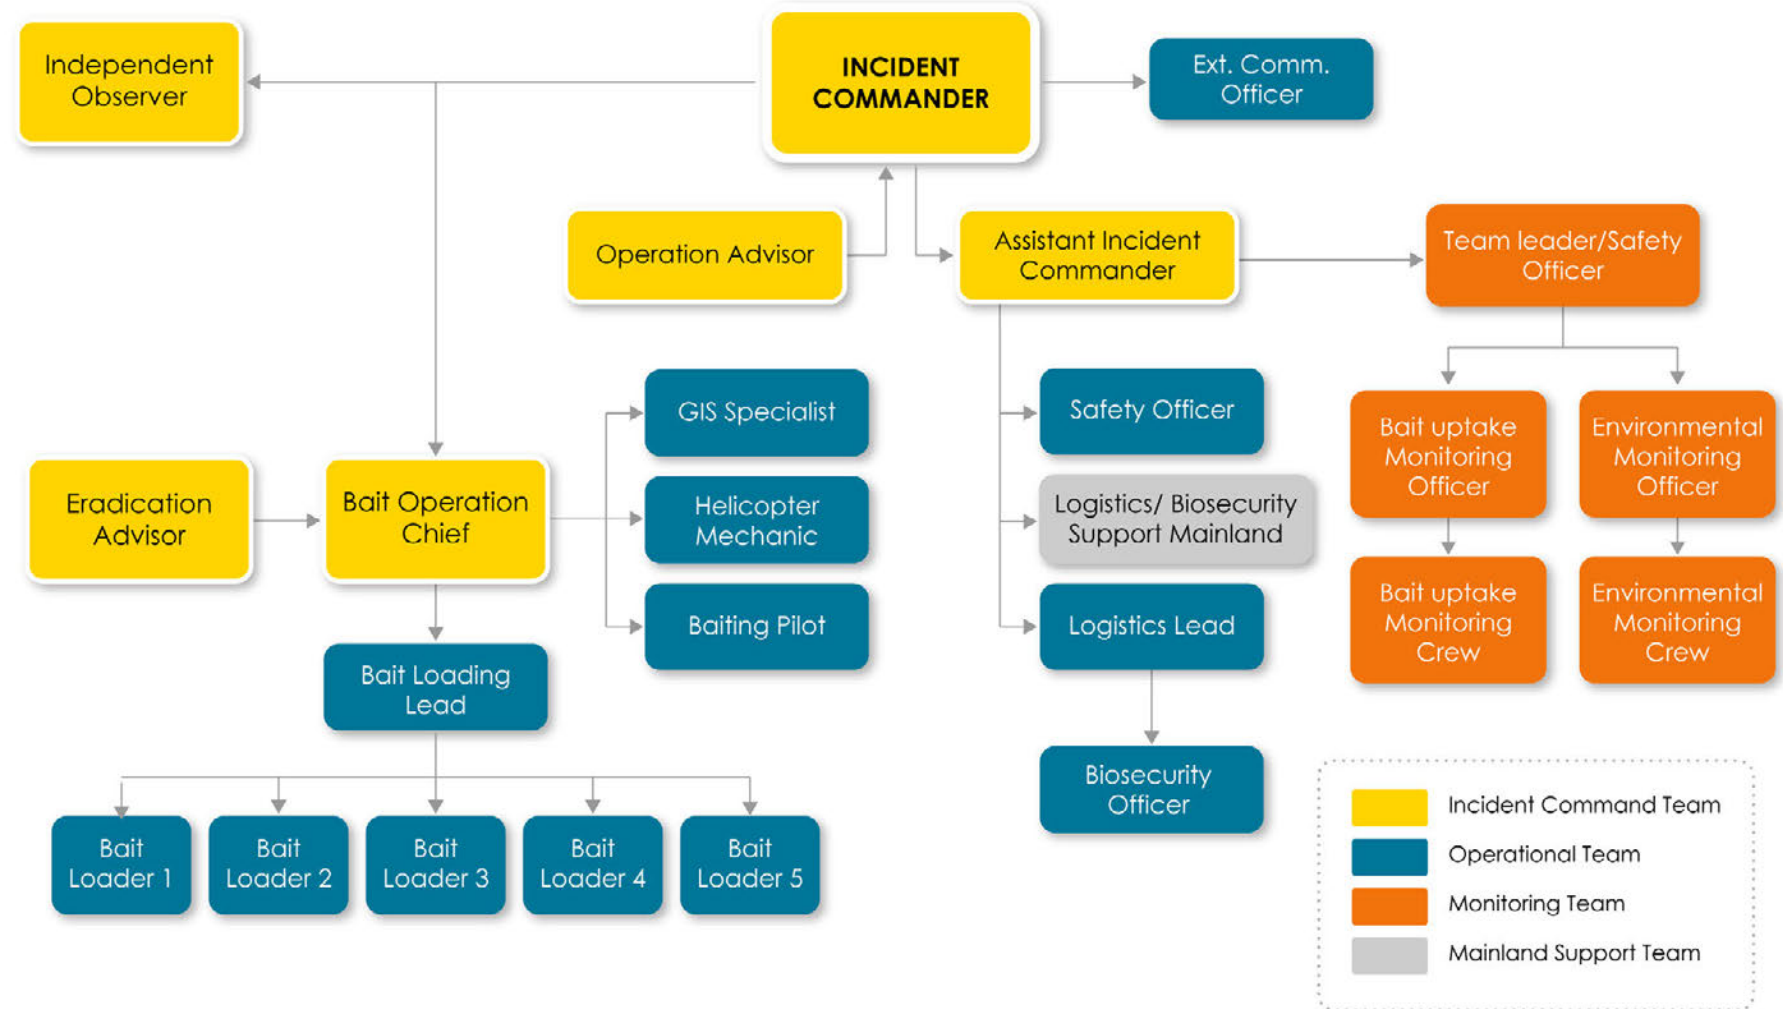 Independent
Observer
INCIDENT
COMMANDER
Ext. Comm.
Officer
Operation Advisor
Assistant Incident
Commander
Team leader/Safety
Officer
GIS Specialist
Safety Officer
Bait uptake
Monitoring
Officer
Environmental
Monitoring
Officer
Eradication
Advisor
Bait Operation
Chief
Helicopter
Mechanic
Logistics/ Biosecurity
Support Mainland
Baiting Pilot
Logistics Lead
Bait uptake
Monitoring
Crew
Environmental
Monitoring
Crew
Bait Loading
Lead
Biosecurity
Officer
Bait
Loader 1
Bait
Loader 2
Bait
Loader 3
Bait
Loader 4
Bait
Loader 5
Incident Command Team
Operational Team
Monitoring Team
Mainland Support Team